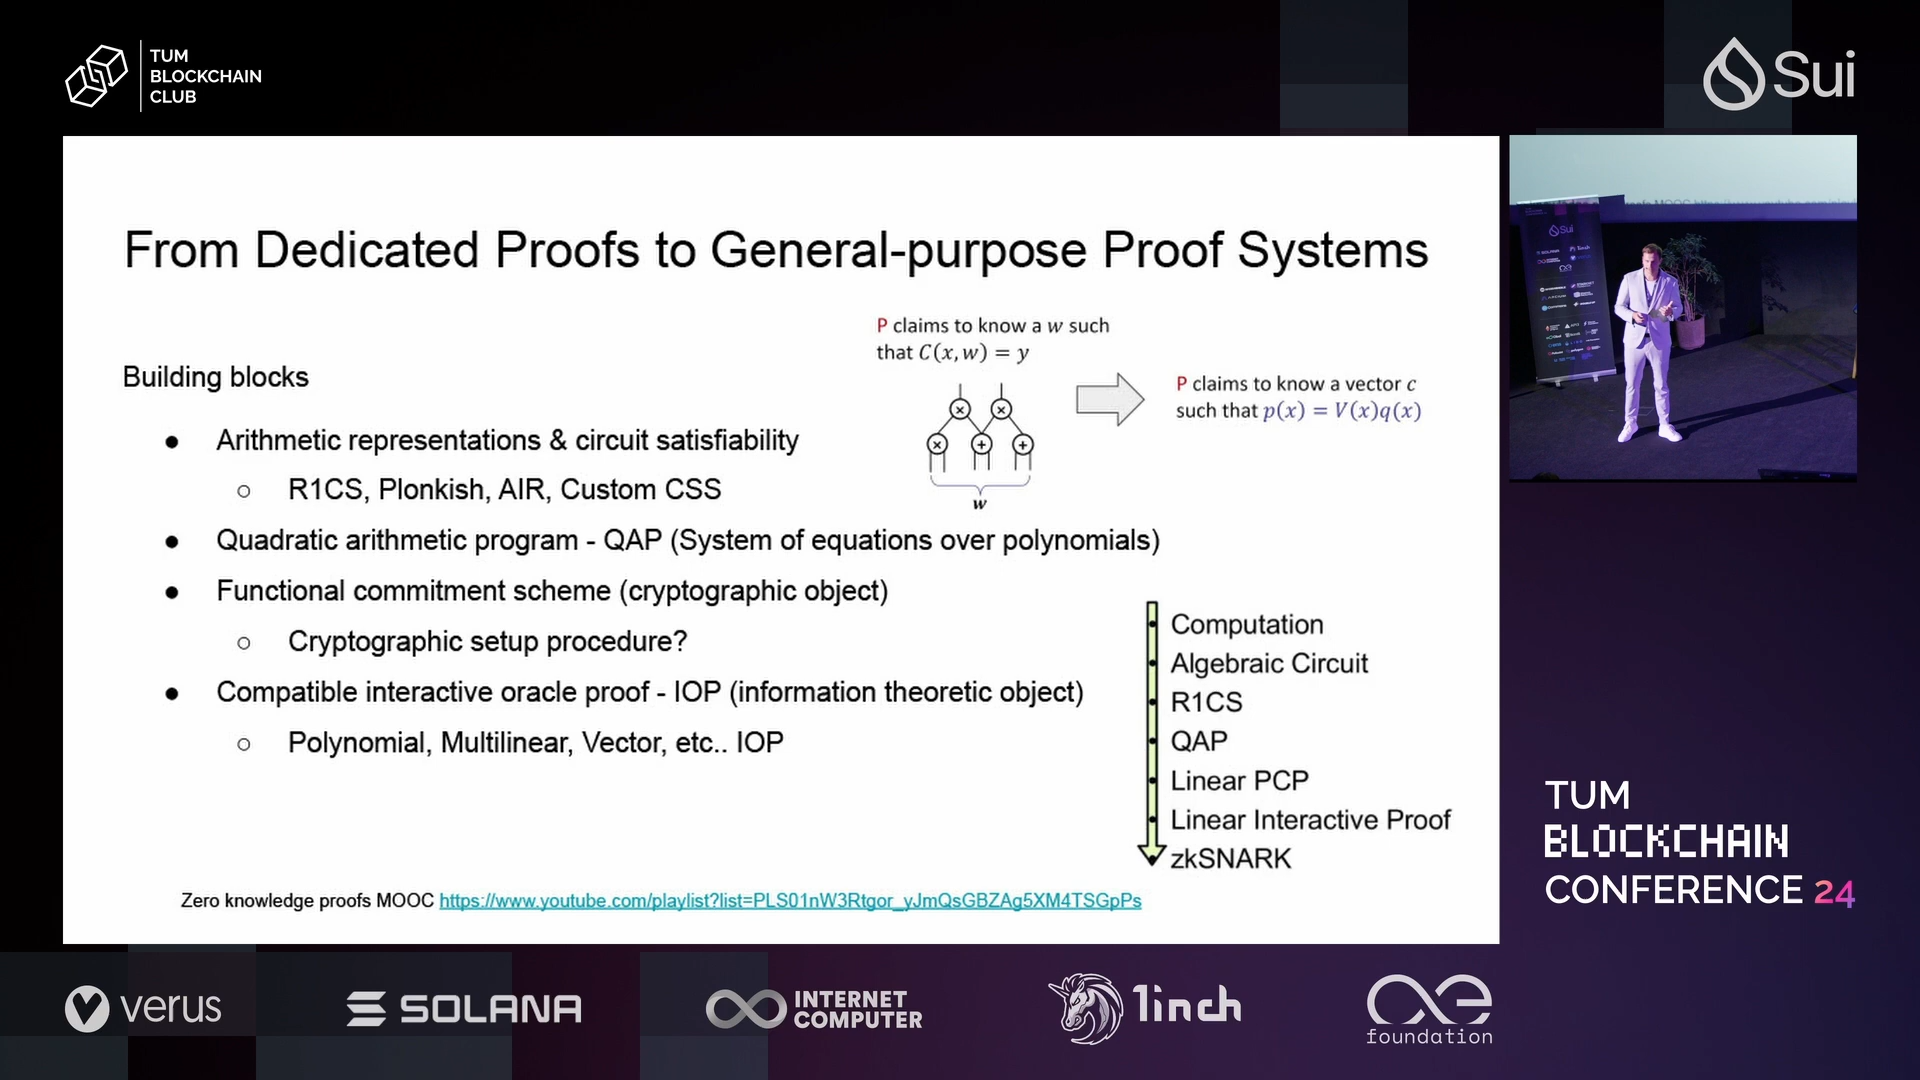 TUM
BLOCKCHAIN
CLUB
Sui
From Dedicated Proofs to General-purpose Proof Systems
P claims to know a w such
that C(x, w) = y
Building blocks
P claims to know a vector c
such that p(x) = V(x)q(x)
● Arithmetic representations & circuit satisfiability
○ R1CS, Plonkish, AIR, Custom CSS
w
● Quadratic arithmetic program - QAP (System of equations over polynomials)
● Functional commitment scheme (cryptographic object)
○ Cryptographic setup procedure?
● Compatible interactive oracle proof - IOP (information theoretic object)
○ Polynomial, Multilinear, Vector, etc.. IOP
Computation
Algebraic Circuit
R1CS
QAP
Linear PCP
Linear Interactive Proof
zkSNARK
Zero knowledge proofs MOOC https://www.youtube.com/playlist?list=PLS01nW3Rtgor_yJmQsGBZAg5XM4TSGpPs
Sui
TUM
BLOCKCHAIN
CONFERENCE 24
verus
SOLANA
INTERNET
COMPUTER
1inch
ae
foundation